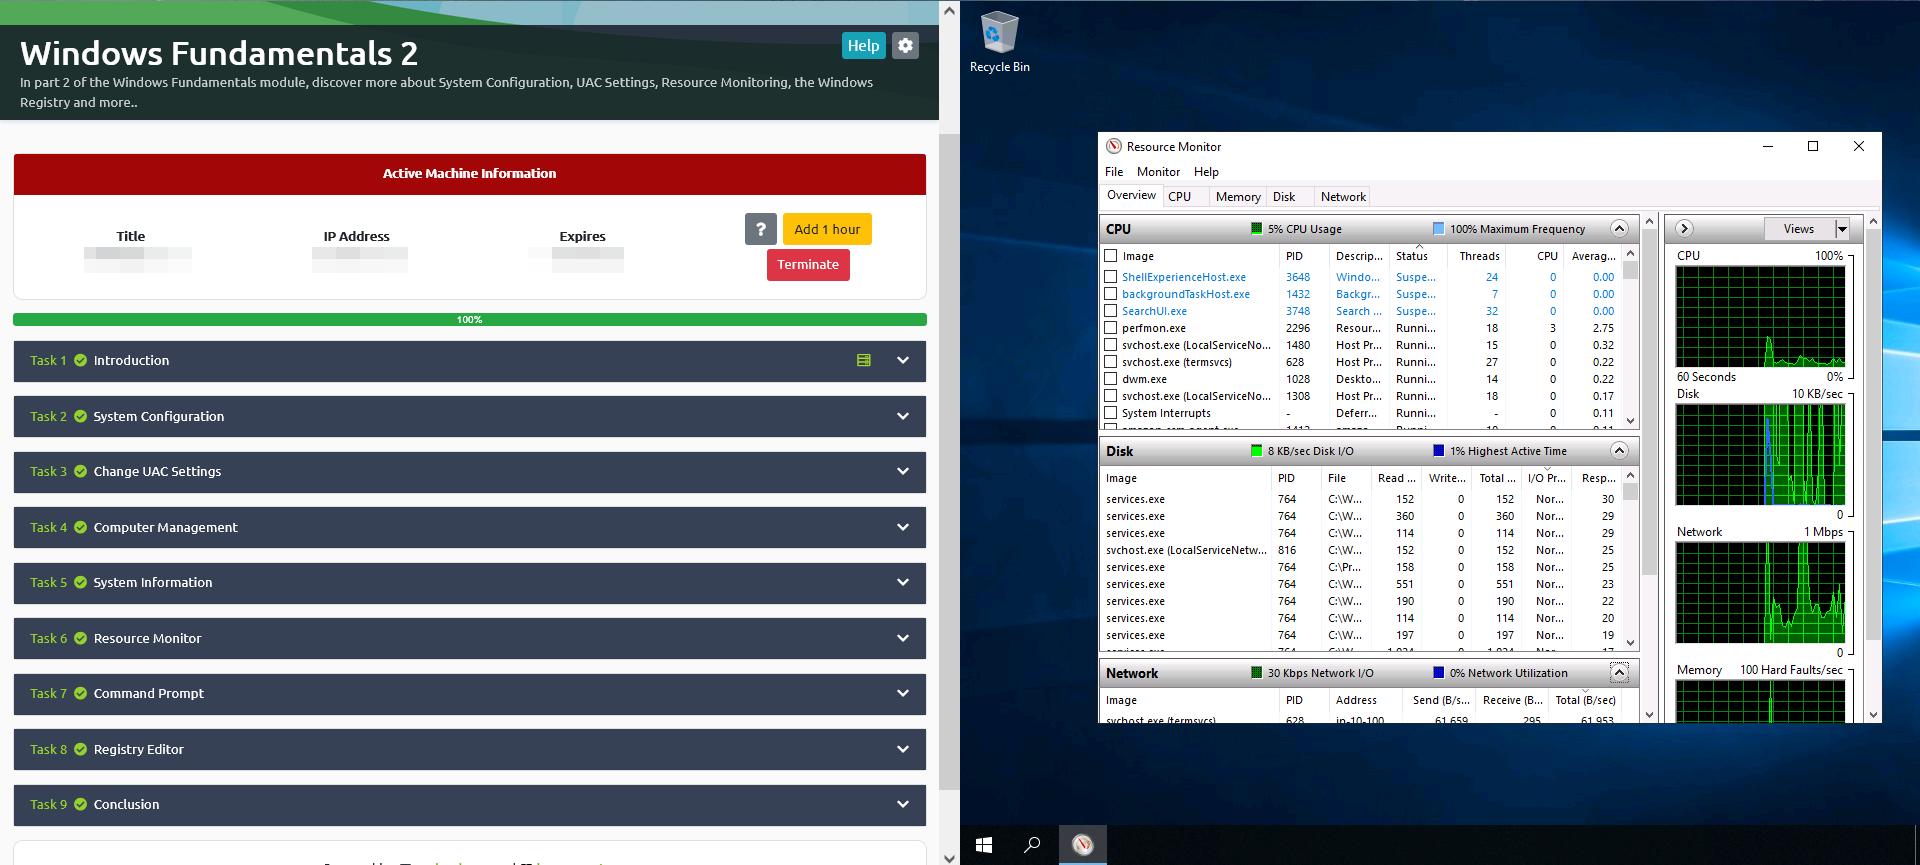 Windows Fundamentals 2
Help
In part 2 of the Windows Fundamentals module, discover more about System Configuration, UAC Settings, Resource Monitoring, the Windows
Registry and more..
Active Machine Information
Title IP Address Expires
? Add 1 hour
Terminate
100%
Task 1 Introduction
Task 2 System Configuration
Task 3 Change UAC Settings
Task 4 Computer Management
Task 5 System Information
Task 6 Resource Monitor
Task 7 Command Prompt
Task 8 Registry Editor
Task 9 Conclusion
Recycle Bin
Resource Monitor
File Monitor Help
Overview CPU Memory Disk Network
CPU 5% CPU Usage 100% Maximum Frequency
Image PID Descrip... Status Threads CPU Averag...
ShellExperienceHost.exe 3648 Windo... Suspe... 24 0 0.00
backgroundTaskHost.exe 1432 Backgr... Suspe... 7 0 0.00
SearchUI.exe 3748 Search ... Suspe... 32 0 0.00
perfmon.exe 2296 Resour... Runni... 18 3 2.75
svchost.exe (LocalServiceNo... 1480 Host Pr... Runni... 15 0 0.32
svchost.exe (termsvcs) 628 Host Pr... Runni... 27 0 0.22
dwm.exe 1028 Deskto... Runni... 14 0 0.22
svchost.exe (LocalServiceNo... 1308 Host Pr... Runni... 18 0 0.17
System Interrupts - Deferr... Runni... - 0 0.11
Disk 8 KB/sec Disk I/O 1% Highest Active Time
Image PID File Read ... Write... Total ... I/O Pr... Resp...
services.exe 764 C:\W... 152 0 152 Nor... 30
services.exe 764 C:\W... 360 0 360 Nor... 29
services.exe 764 C:\W... 114 0 114 Nor... 29
svchost.exe (LocalServiceNetw... 816 C:\W... 152 0 152 Nor... 25
services.exe 764 C:\Pr... 158 0 158 Nor... 25
services.exe 764 C:\W... 551 0 551 Nor... 23
services.exe 764 C:\W... 190 0 190 Nor... 22
services.exe 764 C:\W... 114 0 114 Nor... 20
services.exe 764 C:\W... 197 0 197 Nor... 19
Network 30 Kbps Network I/O 0% Network Utilization
Image PID Address Send (B/s... Receive (B... Total (B/sec)
svchost.exe (termsvcs) 628 ip-10-100... 61,659 295 61,953
Views
CPU 100%
60 Seconds 0%
Disk 10 KB/sec
0
Network 1 Mbps
0
Memory 100 Hard Faults/sec